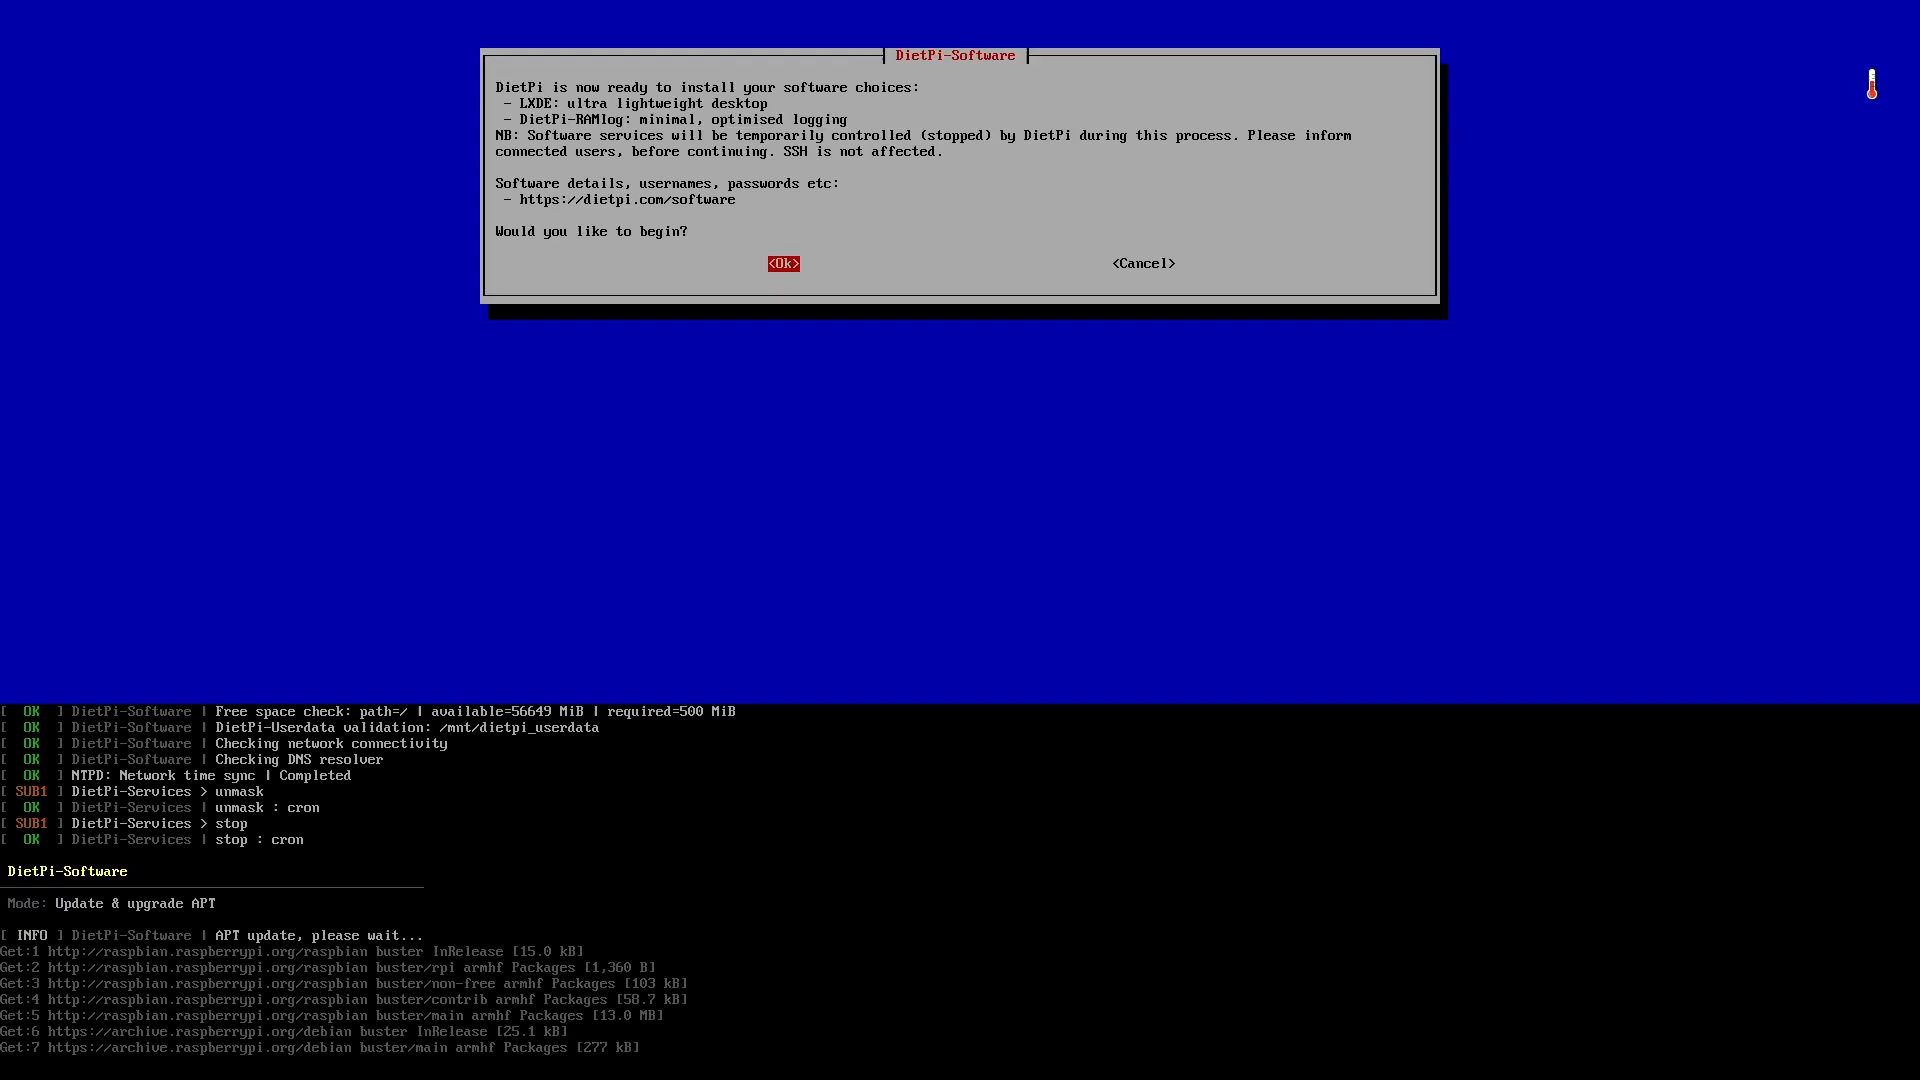 DietPi-Software
DietPi is now ready to install your software choices:
- LXDE: ultra lightweight desktop
- DietPi-RAMlog: minimal, optimised logging
NB: Software services will be temporarily controlled (stopped) by DietPi during this process. Please inform
connected users, before continuing. SSH is not affected.
Software details, usernames, passwords etc:
- https://dietpi.com/software
Would you like to begin?
<Ok> <Cancel>
[  OK  ] DietPi-Software | Free space check: path=/ | available=56649 MiB | required=500 MiB
[  OK  ] DietPi-Software | DietPi-Userdata validation: /mnt/dietpi_userdata
[  OK  ] DietPi-Software | Checking network connectivity
[  OK  ] DietPi-Software | Checking DNS resolver
[  OK  ] NTPD: Network time sync | Completed
[ SUB1 ] DietPi-Services > unmask
[  OK  ] DietPi-Services | unmask : cron
[ SUB1 ] DietPi-Services > stop
[  OK  ] DietPi-Services | stop : cron
DietPi-Software
Mode: Update & upgrade APT
[ INFO ] DietPi-Software | APT update, please wait...
Get:1 http://raspbian.raspberrypi.org/raspbian buster InRelease [15.0 kB]
Get:2 http://raspbian.raspberrypi.org/raspbian buster/rpi armhf Packages [1,360 B]
Get:3 http://raspbian.raspberrypi.org/raspbian buster/non-free armhf Packages [103 kB]
Get:4 http://raspbian.raspberrypi.org/raspbian buster/contrib armhf Packages [58.7 kB]
Get:5 http://raspbian.raspberrypi.org/raspbian buster/main armhf Packages [13.0 MB]
Get:6 https://archive.raspberrypi.org/debian buster InRelease [25.1 kB]
Get:7 https://archive.raspberrypi.org/debian buster/main armhf Packages [277 kB]